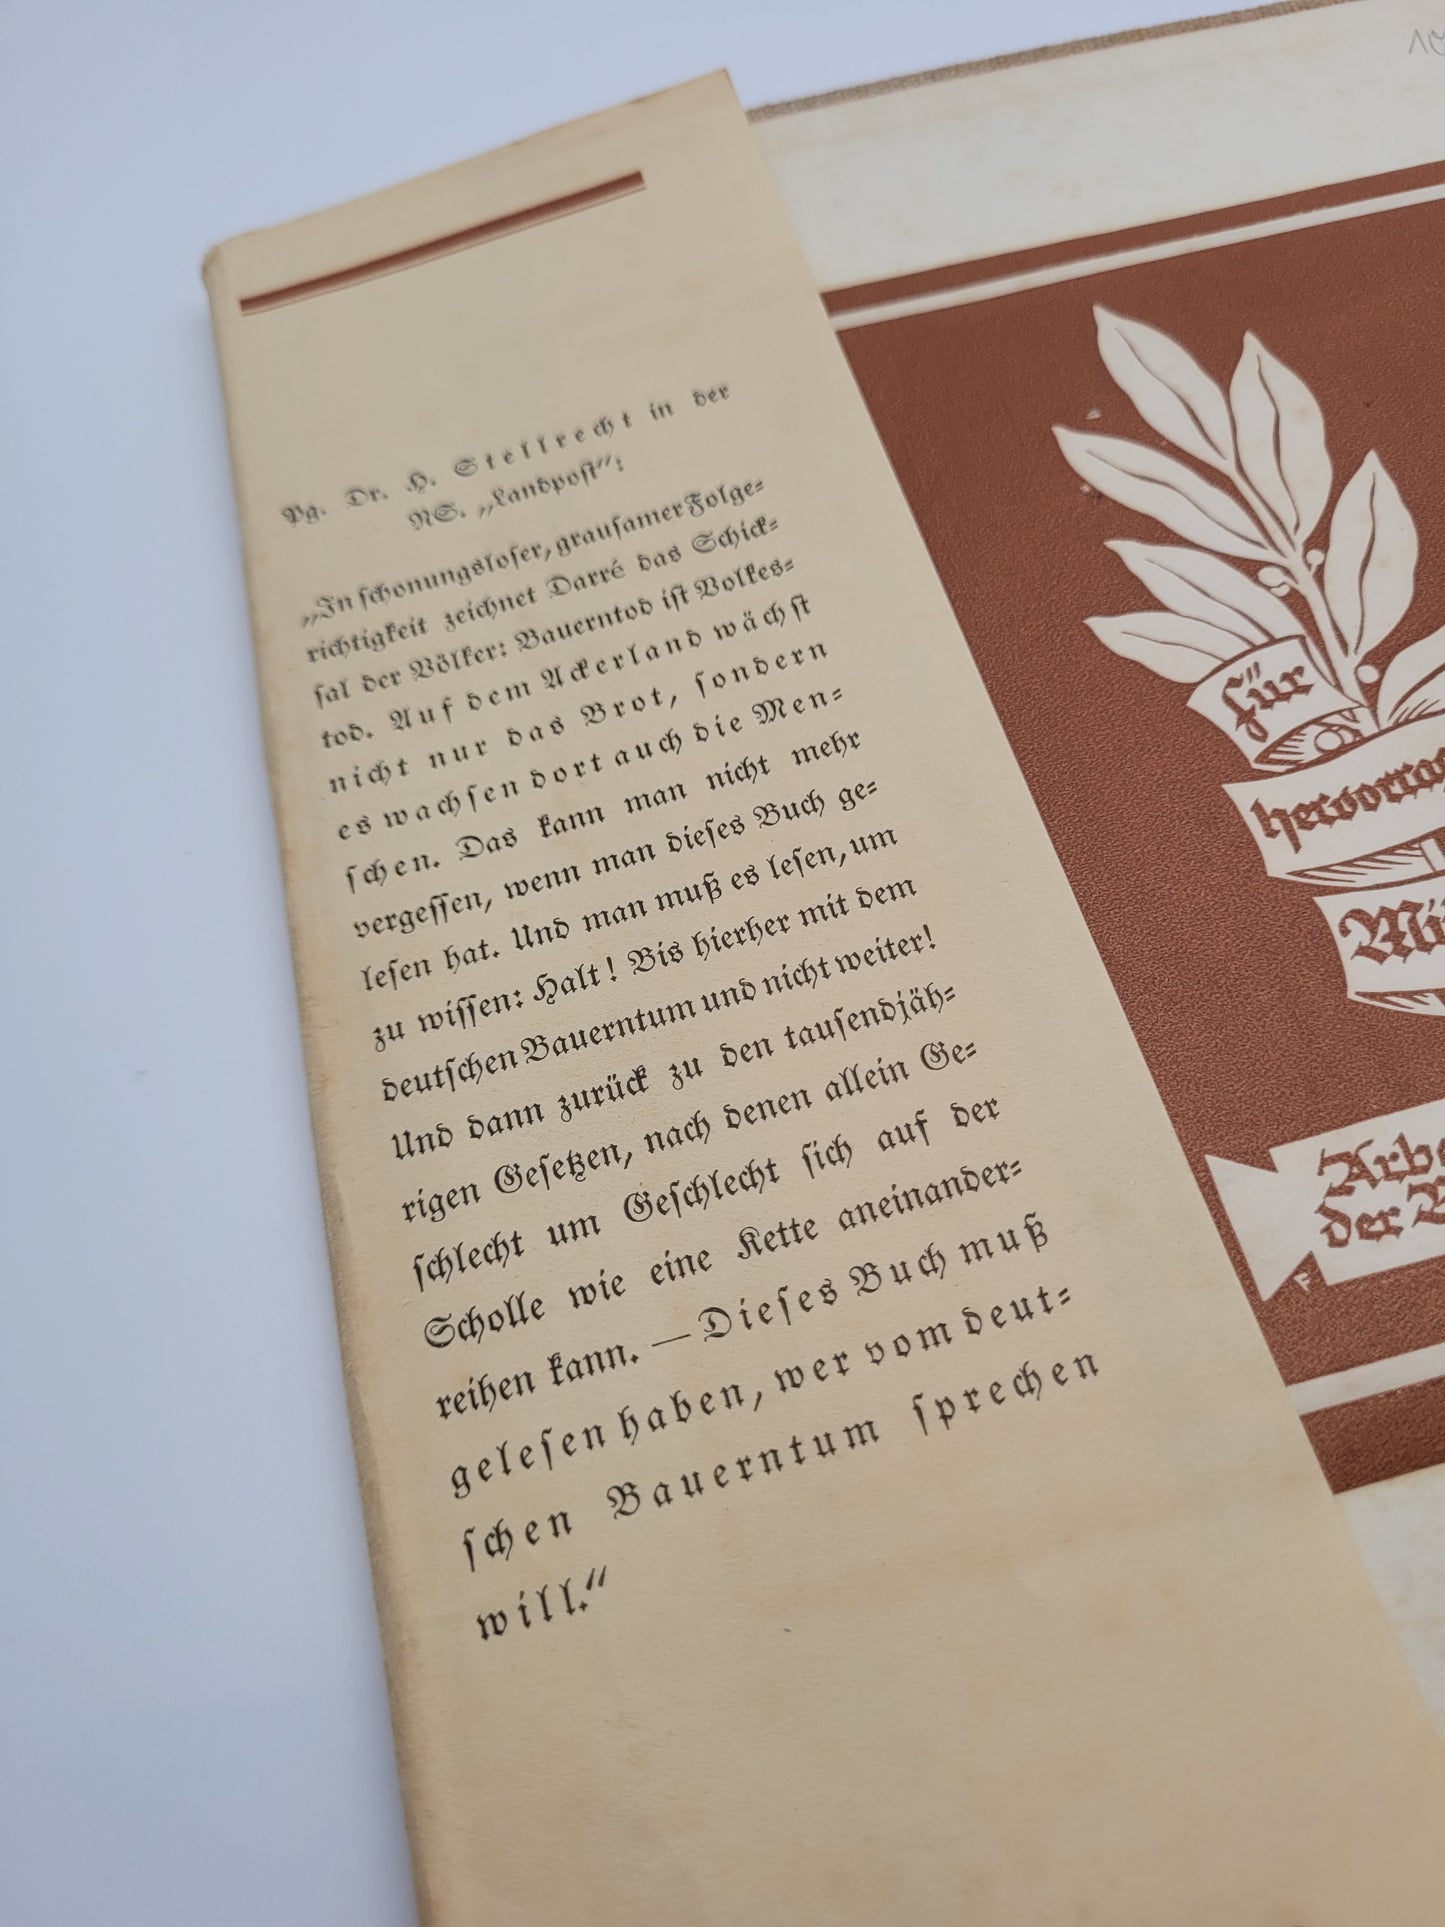 Pg. Dr. H. Stellrecht in der
NS. „Landpost“:
„In schonungsloser, grausamer Folge-
richtigkeit zeichnet Darré das Schick-
sal der Völker: Bauerntod ist Volkes-
tod. Auf dem Ackerland wächst
nicht nur das Brot, sondern
es wachsen dort auch die Men-
schen. Das kann man nicht mehr
vergessen, wenn man dieses Buch ge-
lesen hat. Und man muß es lesen, um
zu wissen: Halt! Bis hierher mit dem
deutschen Bauerntum und nicht weiter!
Und dann zurück zu den tausendjäh-
rigen Gesetzen, nach denen allein Ge-
schlecht um Geschlecht sich auf der
Scholle wie eine Kette aneinander-
reihen kann. — Dieses Buch muß
gelesen haben, wer vom deut-
schen Bauerntum sprechen
will.“
für
hervorrag
Mi
Arbe
der B
F